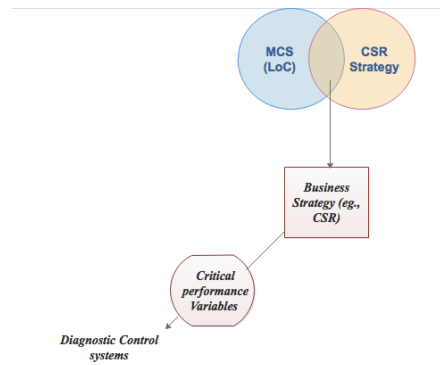 MCS
(LoC)
CSR
Strategy
Business
Strategy (eg.,
CSR)
Critical
performance
Variables
Diagnostic Control
systems